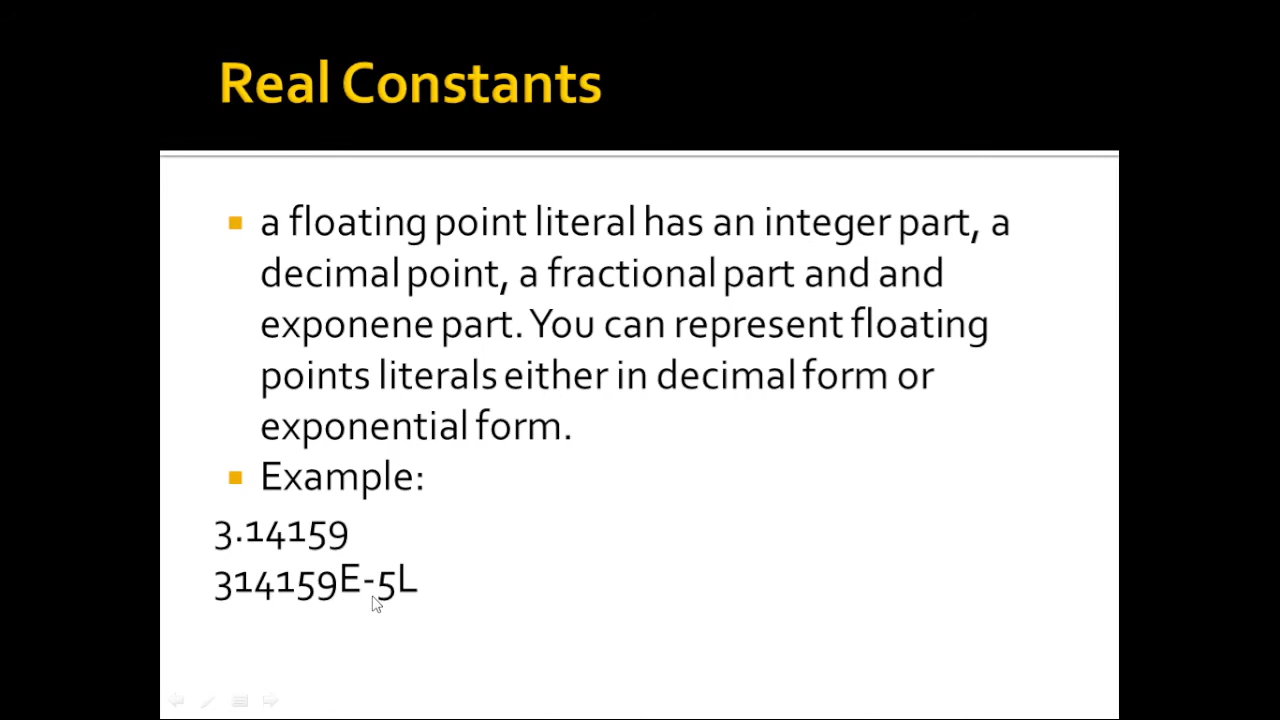 Real Constants
a floating point literal has an integer part, a
decimal point, a fractional part and and
exponene part. You can represent floating
points literals either in decimal form or
exponential form.
Example:
3.14159
314159E-5L